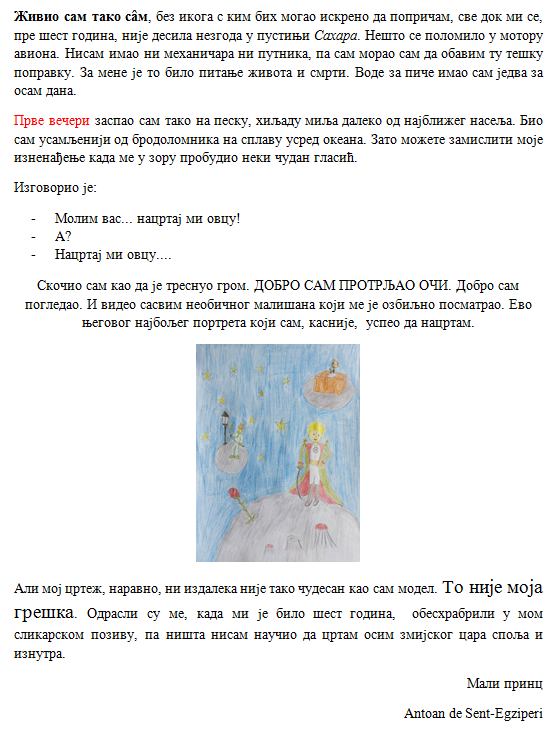 Живио сам тако сâм, без икога с ким бих могао искрено да попричам, све док ми се,
пре шест година, није десила незгода у пустињи Сахара. Нешто се поломило у мотору
авиона. Нисам имао ни механичара ни путника, па сам морао сам да обавим ту тешку
поправку. За мене је то било питање живота и смрти. Воде за пиће имао сам једва за
осам дана.
Прве вечери заспао сам тако на песку, хиљаду миља далеко од најближег насеља. Био
сам усамљенији од бродоломника на сплаву усред океана. Зато можете замислити моје
изненађење када ме у зору пробудио неки чудан гласић.
Изговорио је:
- Молим вас... нацртај ми овцу!
- А?
- Нацртај ми овцу....
Скочио сам као да је треснуо гром. ДОБРО САМ ПРОТРЉАО ОЧИ. Добро сам
погледао. И видео сасвим необичног малишана који ме је озбиљно посматрао. Ево
његовог најбољег портрета који сам, касније, успео да нацртам.
Али мој цртеж, наравно, ни издалека није тако чудесан као сам модел. То није моја
грешка. Одрасли су ме, када ми је било шест година, обесхрабрили у мом
сликарском позиву, па ништа нисам научио да цртам осим змијског цара споља и
изнутра.
Мали принц
Antoan de Sent-Egziperi